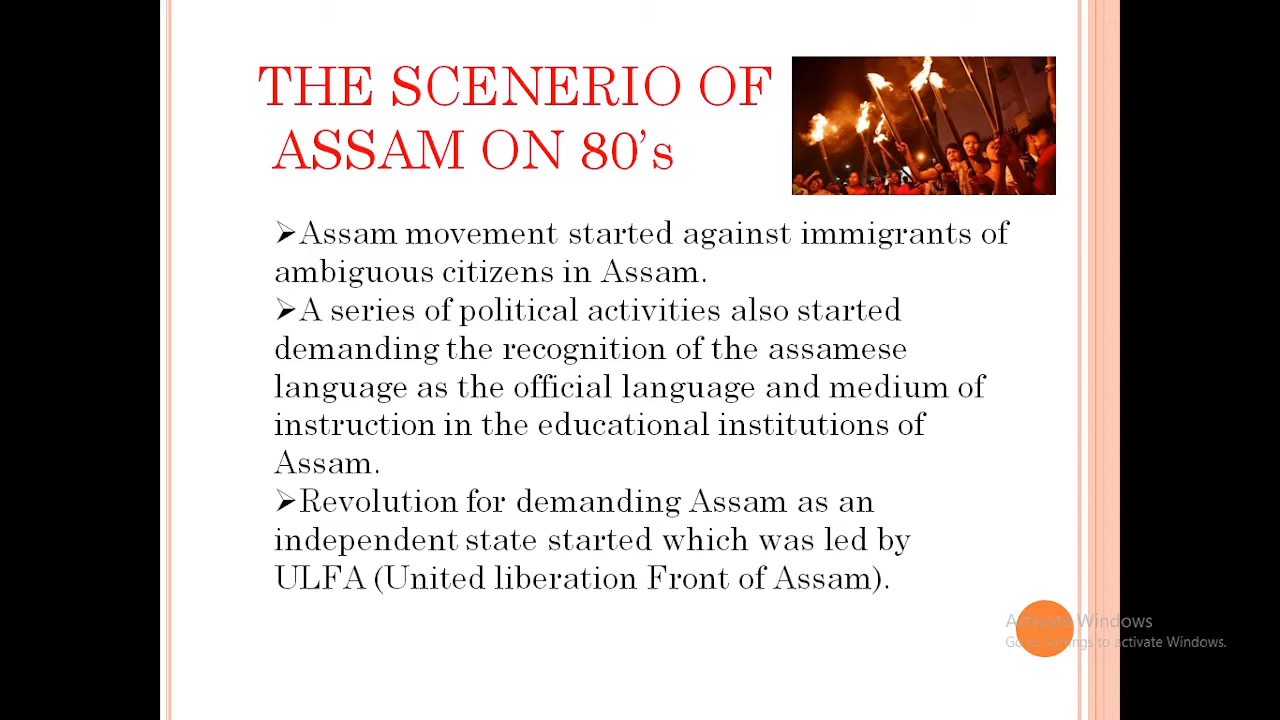 THE SCENERIO OF
ASSAM ON 80's
➢Assam movement started against immigrants of
ambiguous citizens in Assam.
➢A series of political activities also started
demanding the recognition of the assamese
language as the official language and medium of
instruction in the educational institutions of
Assam.
➢Revolution for demanding Assam as an
independent state started which was led by
ULFA (United liberation Front of Assam).
Activate Windows
Go to Settings to activate Windows.